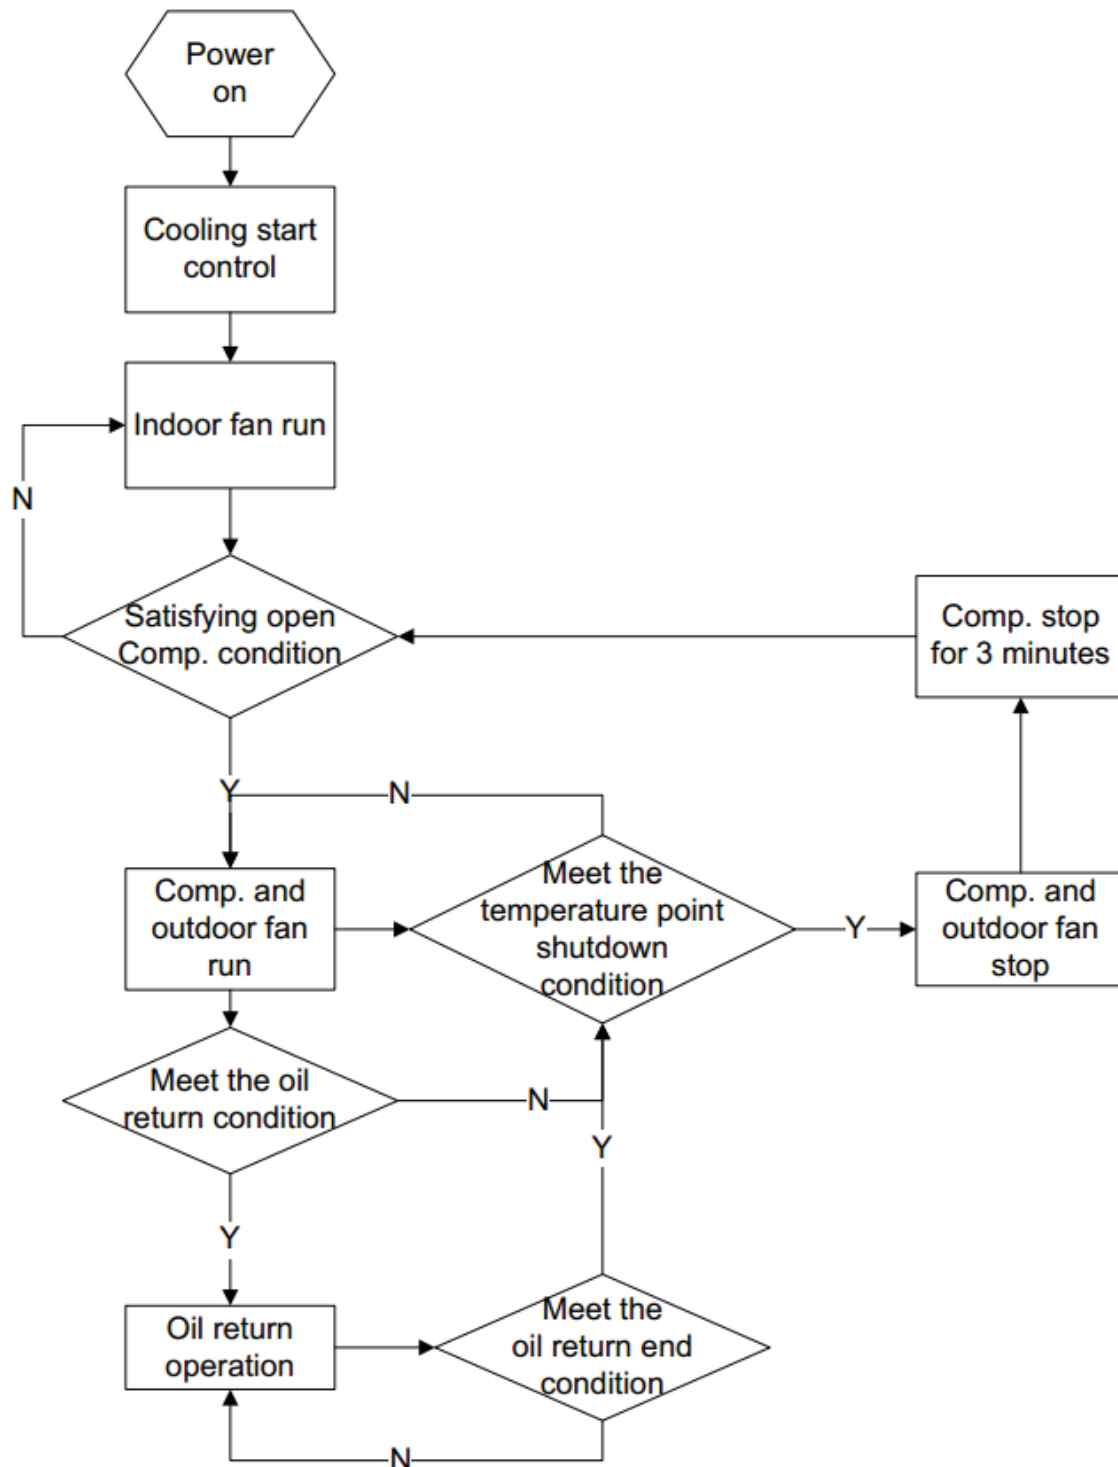 Power
on
Cooling start
control
Indoor fan run
N
Satisfying open
Comp. condition
Comp. stop
for 3 minutes
Y
N
Comp. and
outdoor fan
run
Meet the
temperature point
shutdown
condition
Y
Comp. and
outdoor fan
stop
Meet the oil
return condition
N
Y
Y
Oil return
operation
Meet the
oil return end
condition
N